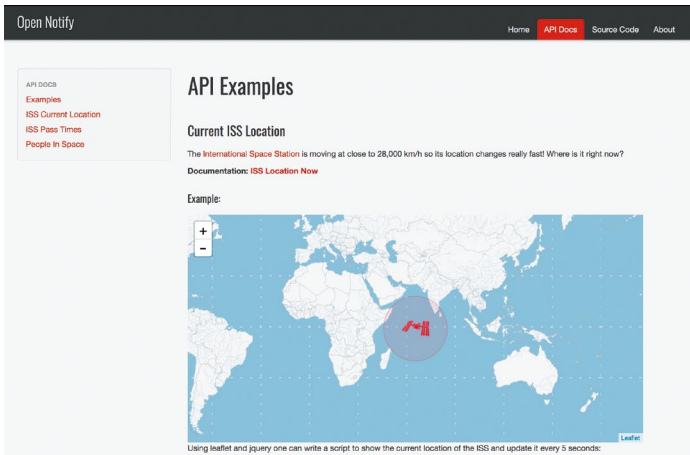 Open Notify
Home API Docs Source Code About
API DOCS
Examples
ISS Current Location
ISS Pass Times
People In Space
API Examples
Current ISS Location
The International Space Station is moving at close to 28,000 km/h so its location changes really fast! Where is it right now?
Documentation: ISS Location Now
Example:
+
−
Leaflet
Using leaflet and jquery one can write a script to show the current location of the ISS and update it every 5 seconds: